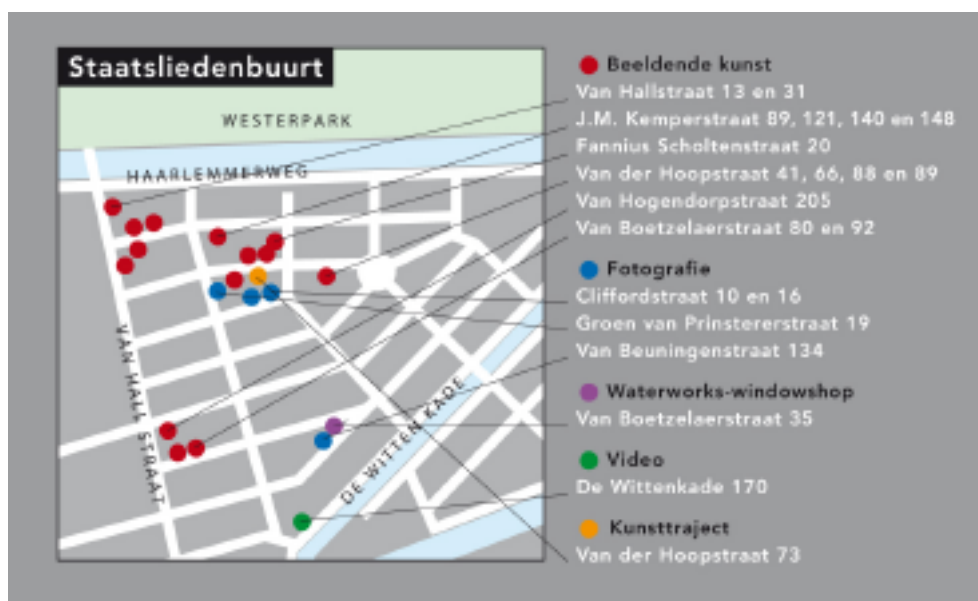 Staatsliedenbuurt
WESTERPARK
HAARLEMMERWEG
VAN HALL STRAAT
DE WITTEN KADE
Beeldende kunst
Van Hallstraat 13 en 31
J.M. Kemperstraat 89, 121, 140 en 148
Fannius Scholtenstraat 20
Van der Hoopstraat 41, 66, 88 en 89
Van Hogendorpstraat 205
Van Boetzelaerstraat 80 en 92
Fotografie
Cliffordstraat 10 en 16
Groen van Prinstererstraat 19
Van Beuningenstraat 134
Waterworks-windowshop
Van Boetzelaerstraat 35
Video
De Wittenkade 170
Kunsttraject
Van der Hoopstraat 73